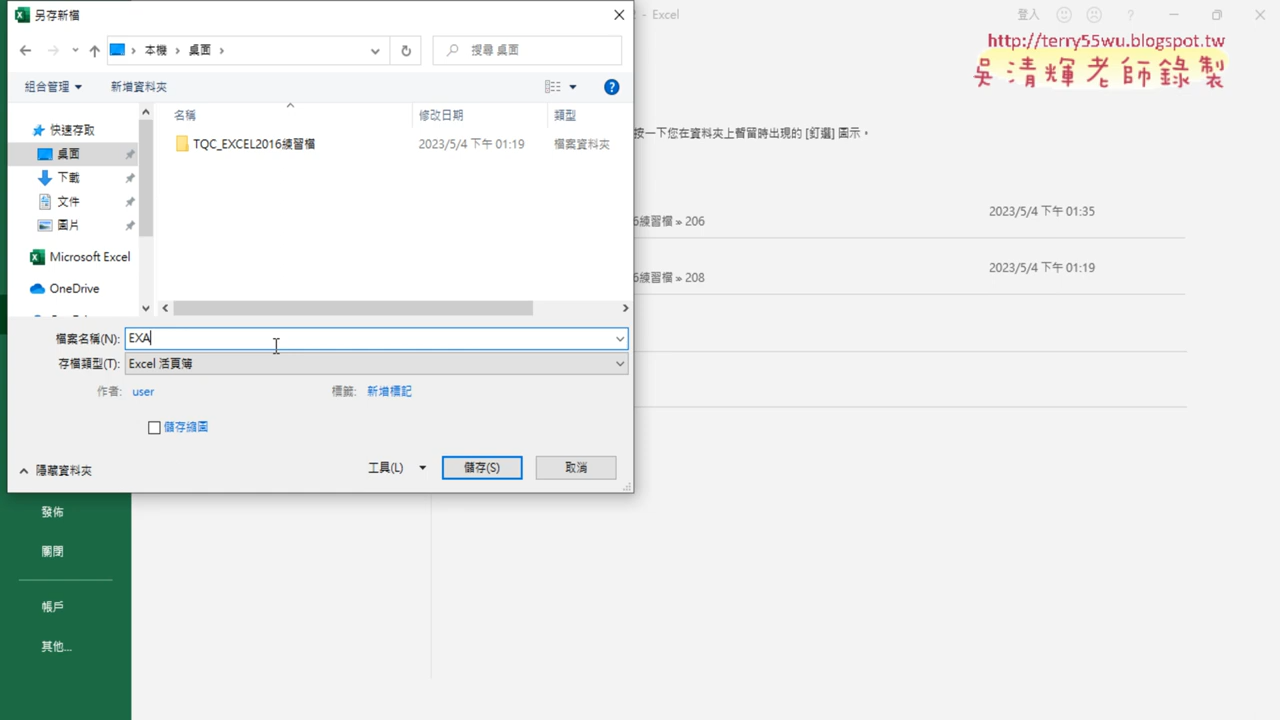 另存新檔
- Excel
登入
http://terry55wu.blogspot.tw
吳清輝老師錄製
本機 › 桌面 ›
搜尋 桌面
組合管理
新增資料夾
名稱
修改日期
類型
快速存取
桌面
下載
文件
圖片
Microsoft Excel
OneDrive
TQC_EXCEL2016練習檔
2023/5/4 下午 01:19
檔案資料夾
按一下您在資料夾上暫留時出現的 [釘選] 圖示。
6練習檔 » 206
2023/5/4 下午 01:35
6練習檔 » 208
2023/5/4 下午 01:19
檔案名稱(N):
EXA
存檔類型(T):
Excel 活頁簿
作者:
user
標籤:
新增標記
儲存縮圖
隱藏資料夾
工具(L)
儲存(S)
取消
發佈
關閉
帳戶
其他...